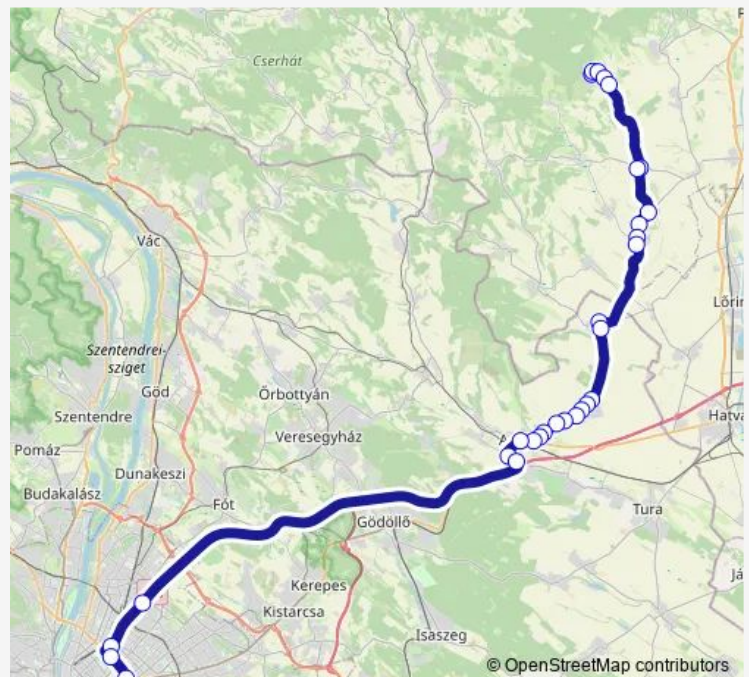 Cserhát
Vác
Lőrin
Szentendrei-
sziget
Göd
Őrbottyán
Szentendre
Veresegyház
A
Hatva
Pomáz
Dunakeszi
Budakalász
Fót
Tura
Gödöllő
Kerepes
Já
Kistarcsa
Isaszeg
© OpenStreetMap contributors